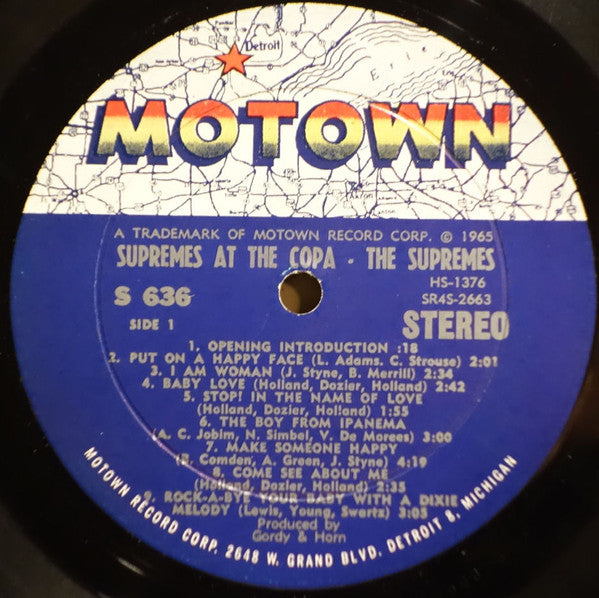 Detroit
Erie
MOTOWN
A TRADEMARK OF MOTOWN RECORD CORP. © 1965
SUPREMES AT THE COPA - THE SUPREMES
HS-1376
S 636
SR4S-2663
SIDE 1
STEREO
1. OPENING INTRODUCTION :18
2. PUT ON A HAPPY FACE (L. Adams. C. Strouse) 2:01
3. I AM WOMAN (J. Styne, B. Merrill) 2:34
4. BABY LOVE (Holland, Dozier, Holland) 2:42
5. STOP! IN THE NAME OF LOVE
(Holland, Dozier, Holland) 1:55
6. THE BOY FROM IPANEMA
(A. C. Jobim, N. Simbel, V. De Morees) 3:00
7. MAKE SOMEONE HAPPY
(B. Comden, A. Green, J. Styne) 4:19
8. COME SEE ABOUT ME
(Holland, Dozier, Holland) 2:35
9. ROCK-A-BYE YOUR BABY WITH A DIXIE
MELODY (Lewis, Young, Swertz) 3:05
Produced by
Gordy & Horn
MOTOWN RECORD CORP. 2648 W. GRAND BLVD. DETROIT 8, MICHIGAN